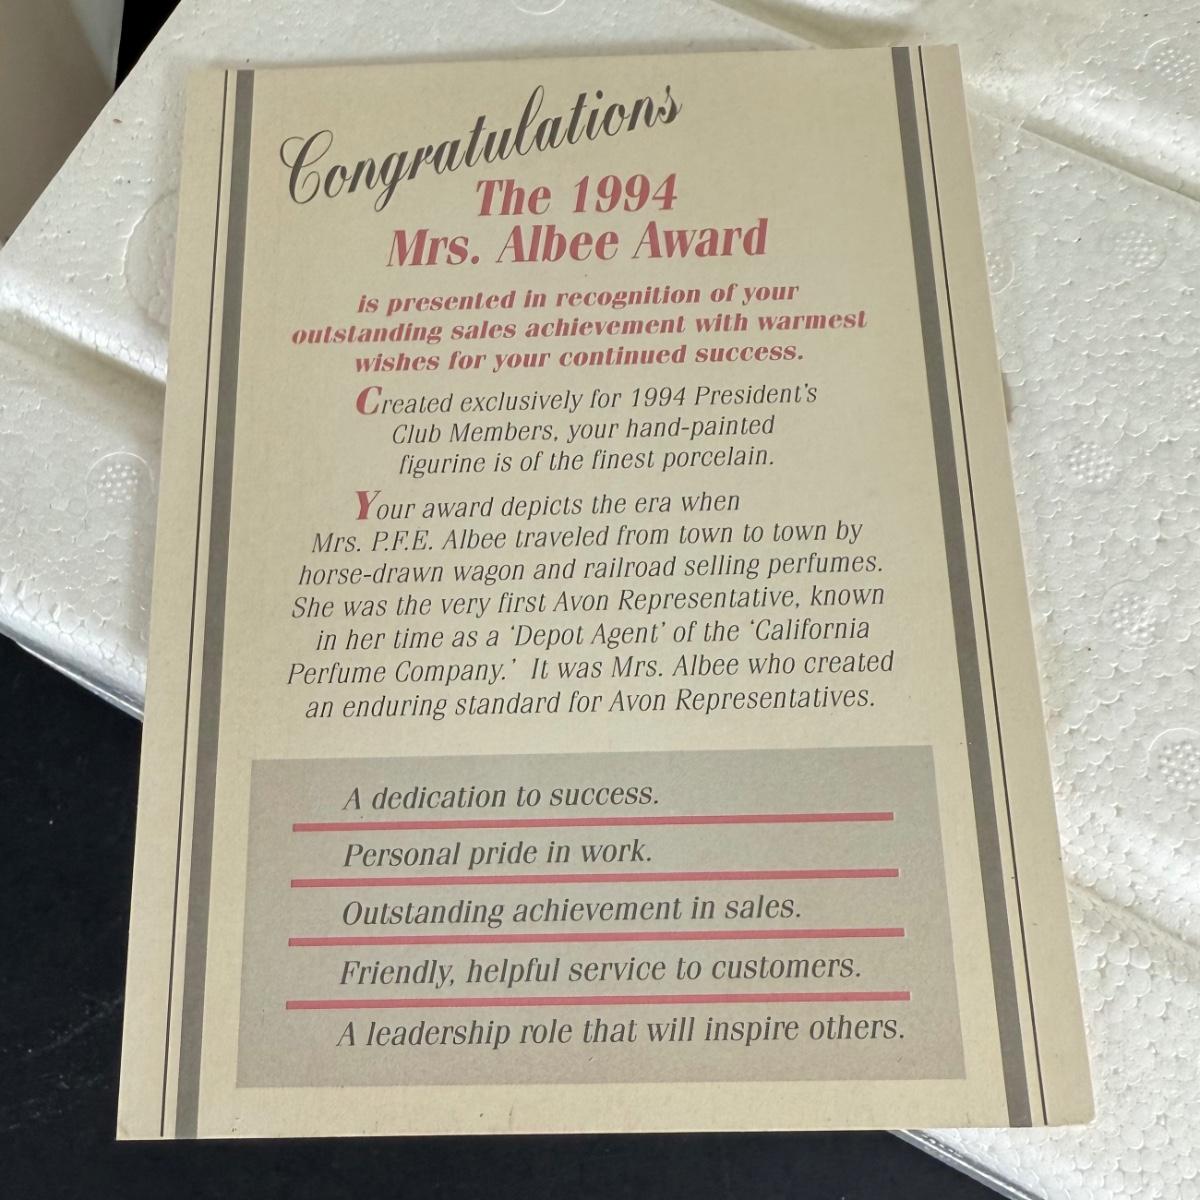 Congratulations
The 1994
Mrs. Albee Award
is presented in recognition of your
outstanding sales achievement with warmest
wishes for your continued success.
Created exclusively for 1994 President's
Club Members, your hand-painted
figurine is of the finest porcelain.
Your award depicts the era when
Mrs. P.F.E. Albee traveled from town to town by
horse-drawn wagon and railroad selling perfumes.
She was the very first Avon Representative, known
in her time as a 'Depot Agent' of the 'California
Perfume Company.' It was Mrs. Albee who created
an enduring standard for Avon Representatives.
A dedication to success.
Personal pride in work.
Outstanding achievement in sales.
Friendly, helpful service to customers.
A leadership role that will inspire others.